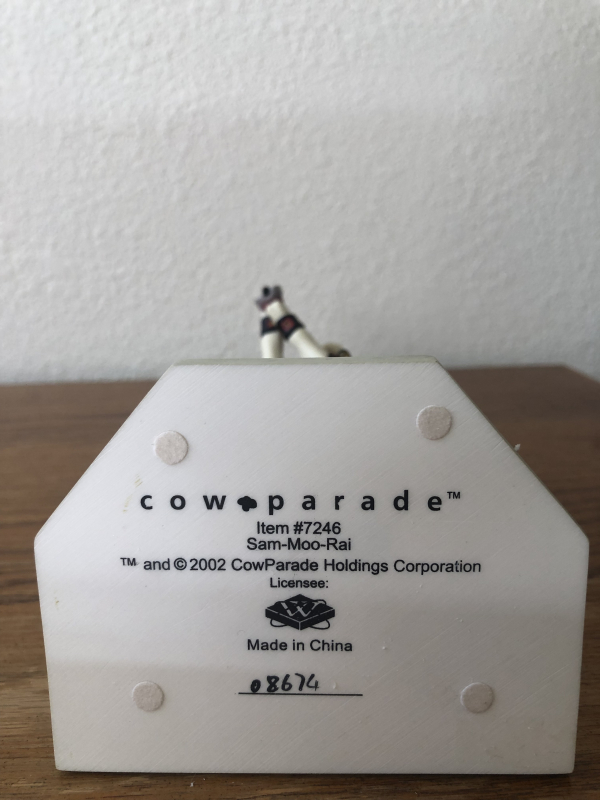 cow parade™
Item #7246
Sam-Moo-Rai
™ and © 2002 CowParade Holdings Corporation
Licensee:
W
Made in China
08674